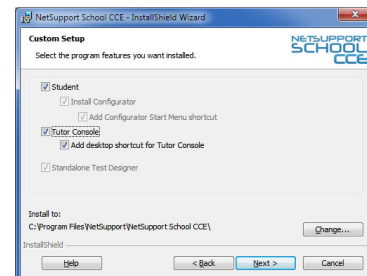 NetSupport School CCE - InstallShield Wizard
Custom Setup
Select the program features you want installed.
NETSUPPORT
SCHOOL
CCE
Student
Install Configurator
Add Configurator Start Menu shortcut
Tutor Console
Add desktop shortcut for Tutor Console
Standalone Test Designer
Install to:
C:\Program Files\NetSupport\NetSupport School CCE\
Change...
InstallShield
Help
< Back
Next >
Cancel